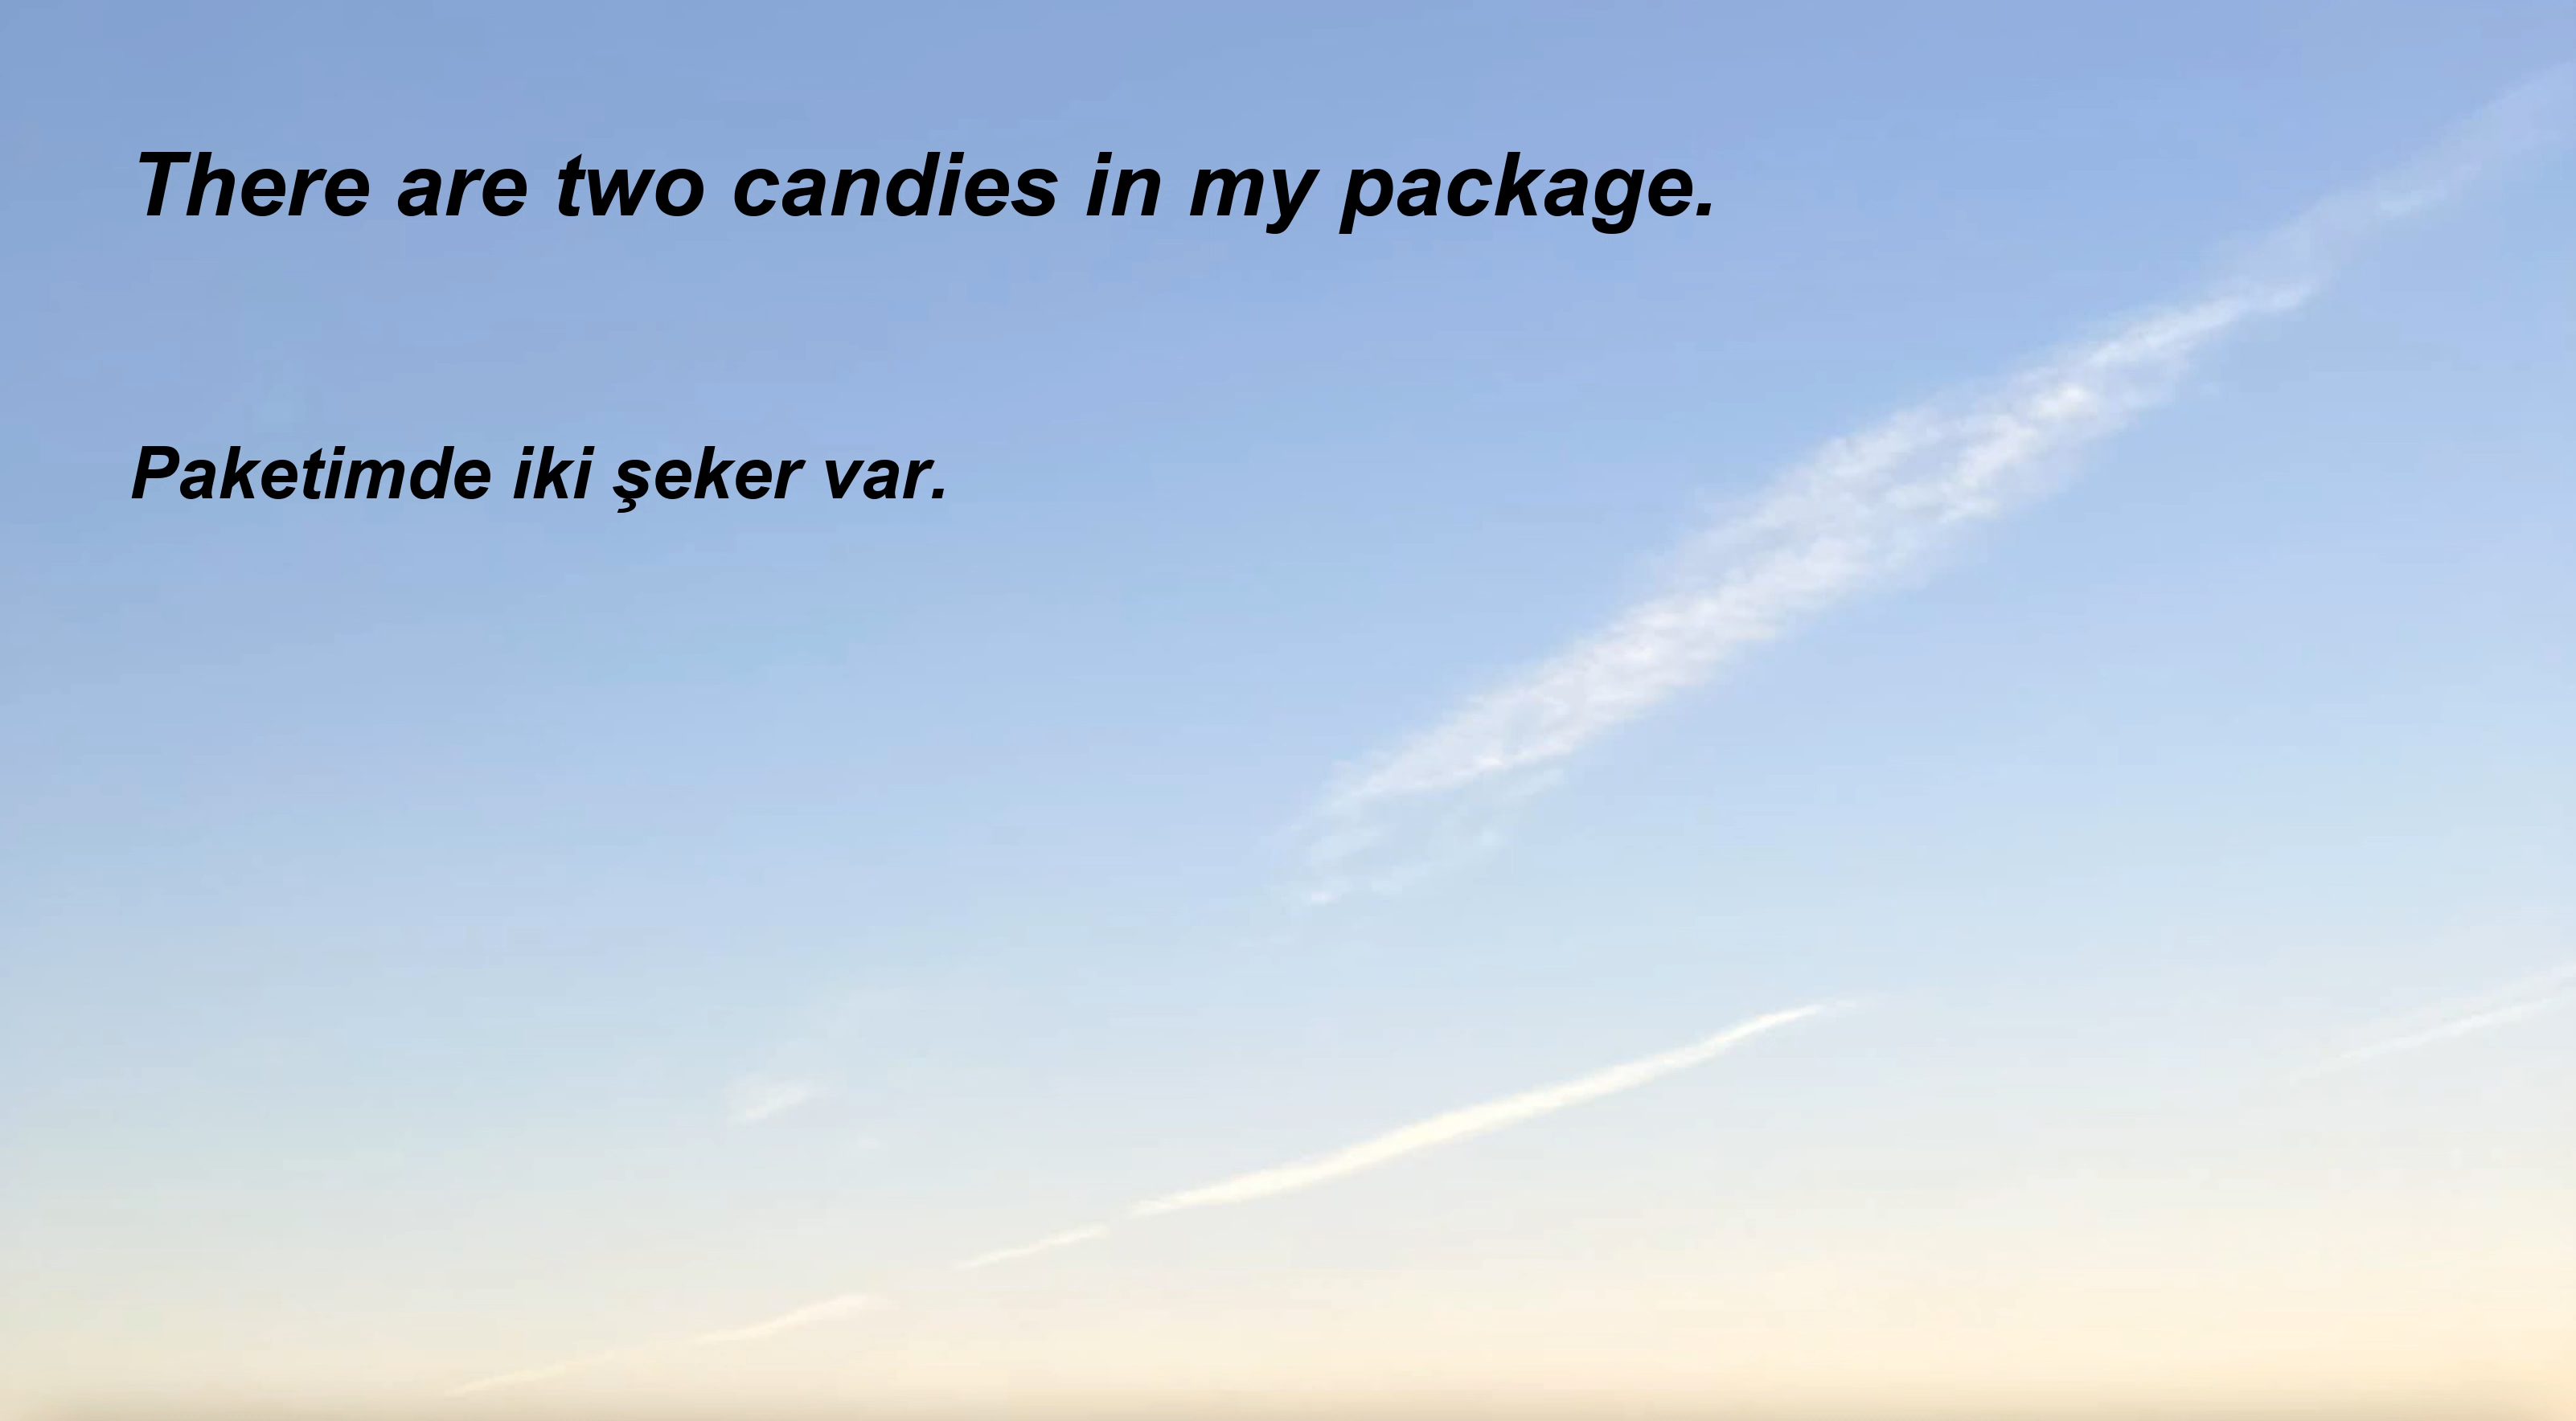 There are two candies in my package.
Paketimde iki şeker var.